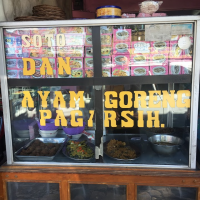 SOTO
DAN
AYAM GORENG
PAGARSIH.